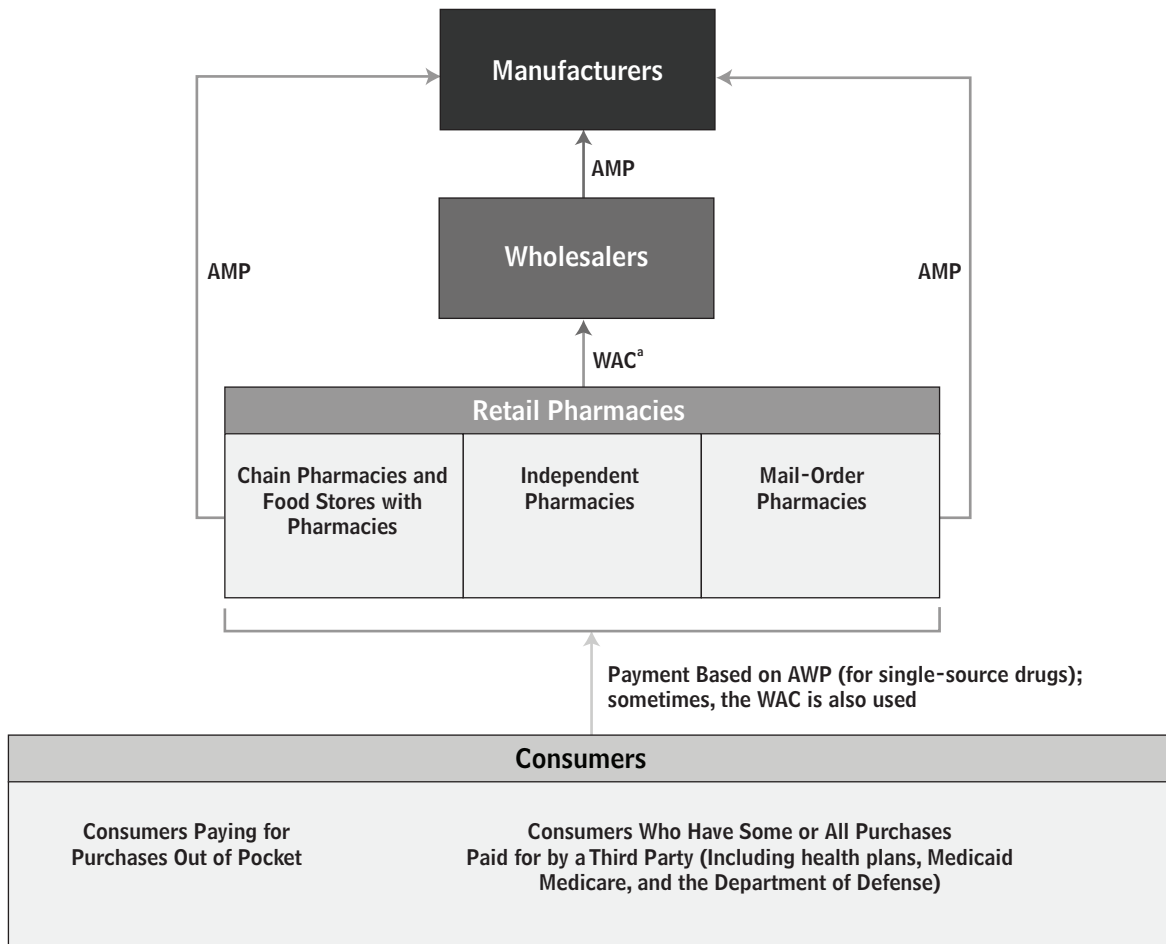 Manufacturers
AMP
Wholesalers
AMP
AMP
WACᵃ
Retail Pharmacies
Chain Pharmacies and
Food Stores with
Pharmacies
Independent
Pharmacies
Mail-Order
Pharmacies
Payment Based on AWP (for single-source drugs);
sometimes, the WAC is also used
Consumers
Consumers Paying for
Purchases Out of Pocket
Consumers Who Have Some or All Purchases
Paid for by a Third Party (Including health plans, Medicaid
Medicare, and the Department of Defense)